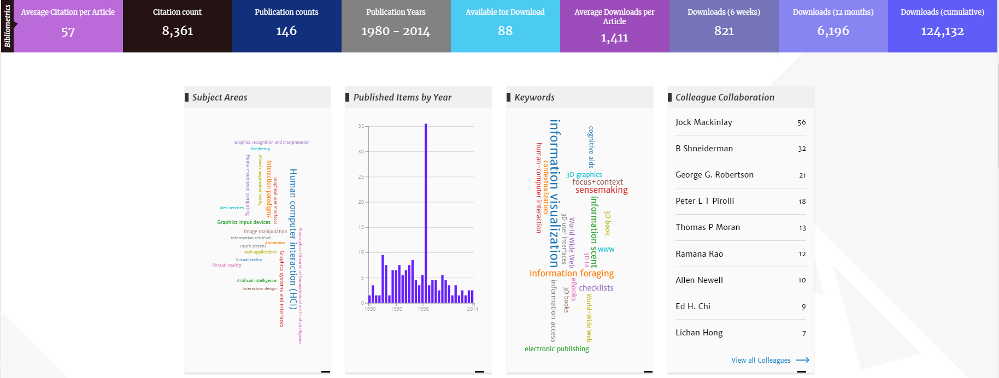 Bibliometrics
Average Citation per Article
57
Citation count
8,361
Publication counts
146
Publication Years
1980 - 2014
Available for Download
88
Average Downloads per
Article
1,411
Downloads (6 weeks)
821
Downloads (12 months)
6,196
Downloads (cumulative)
124,132
Subject Areas
Graphics recognition and interpretation
Rendering
Human-centered computing
Mixed / augmented reality
Interaction paradigms
Graphical user interfaces
Human computer interaction (HCI)
Web services
Graphics input devices
Image manipulation
Philosophical/theoretical foundations of artificial intelligence
Information retrieval
Animation
Touch screens
Web applications
Graphics systems and interfaces
Virtual reality
Virtual reality
Artificial intelligence
Interaction design
Published Items by Year
35
30
25
20
15
10
5
0
1980
1990
1998
2014
Keywords
information visualization
cognitive aids
human-computer interaction
contextualization
3D graphics
focus+context
sensemaking
information scent
3D book
3D user interfaces
World Wide Web
www
3D UI
information foraging
eBooks
information access
checklists
3D books
World-Wide Web
electronic publishing
Colleague Collaboration
Jock Mackinlay 56
B Shneiderman 32
George G. Robertson 21
Peter L T Pirolli 18
Thomas P Moran 13
Ramana Rao 12
Allen Newell 10
Ed H. Chi 9
Lichan Hong 7
View all Colleagues